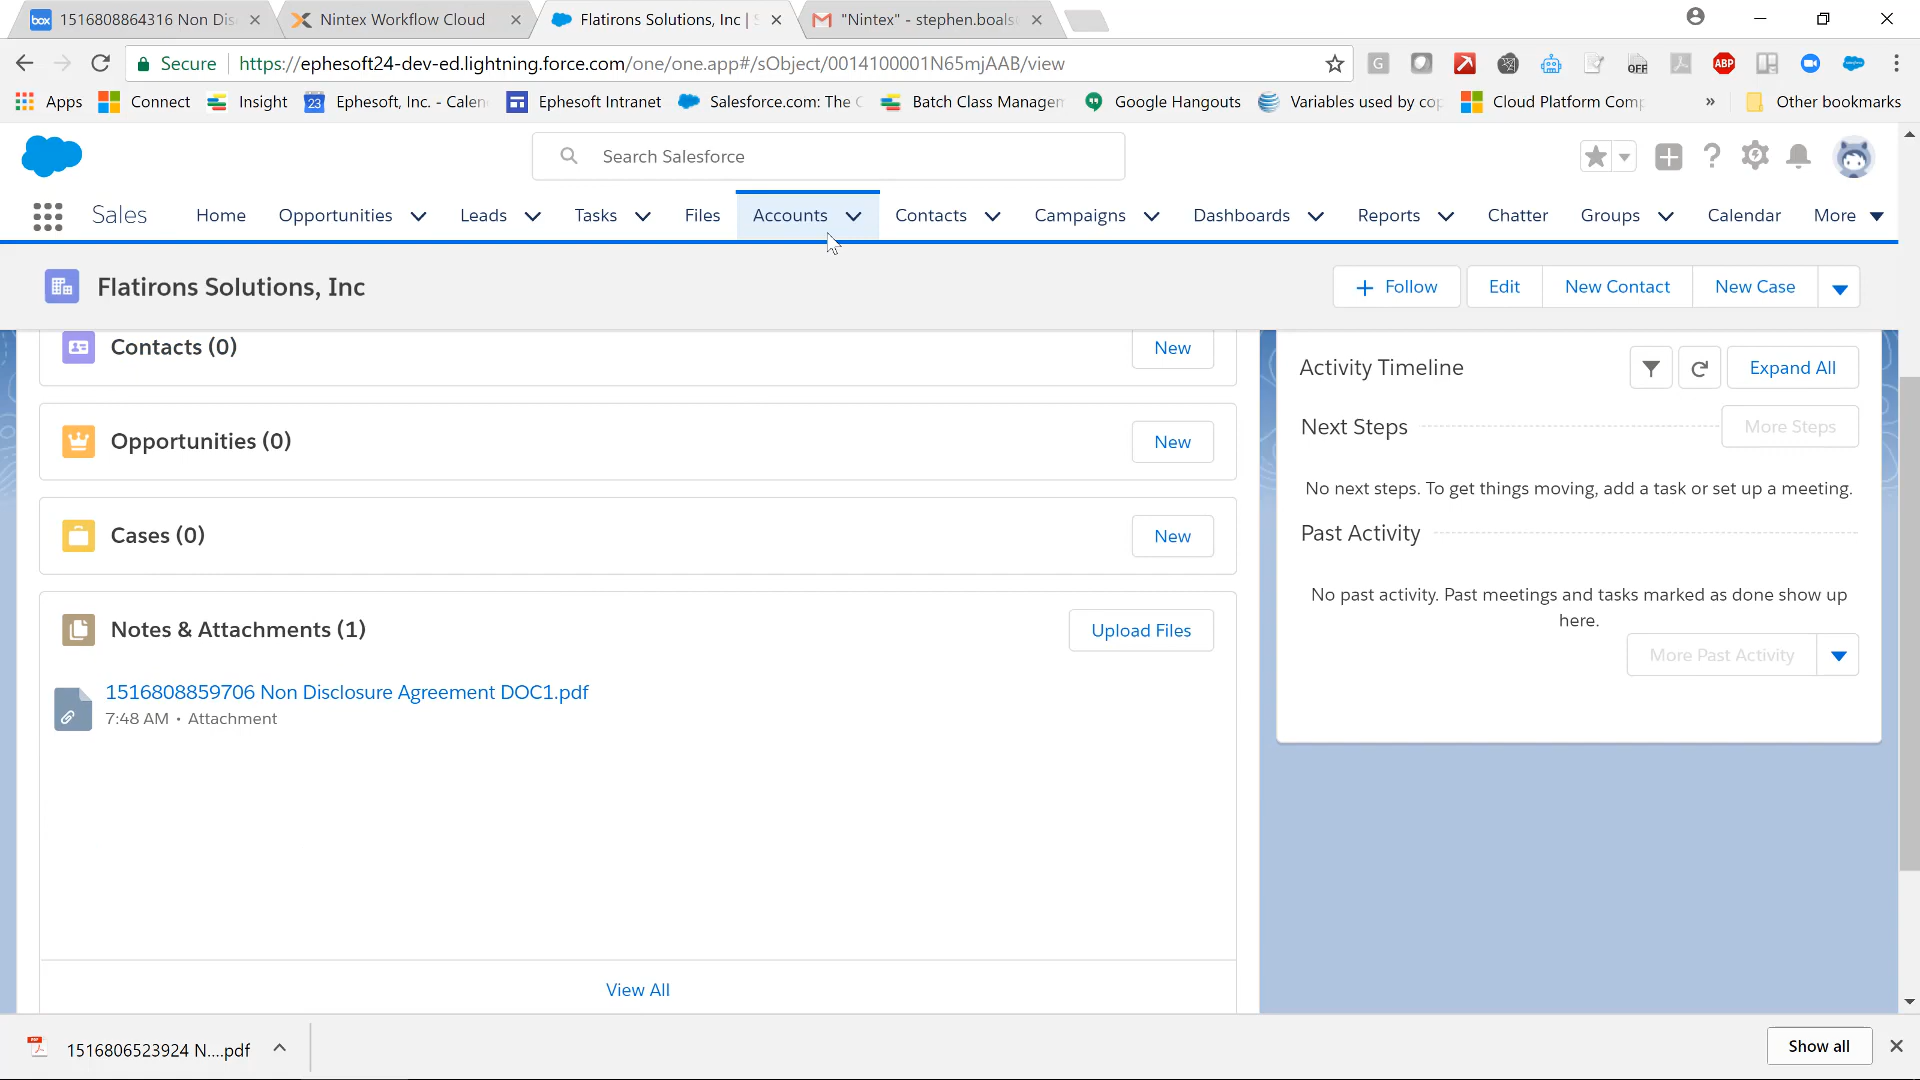 box 1516808864316 Non Dis
Nintex Workflow Cloud
Flatirons Solutions, Inc | S
"Nintex" - stephen.boals
Secure https://ephesoft24-dev-ed.lightning.force.com/one/one.app#/sObject/0014100001N65mjAAB/view
G OFF ABP
Apps Connect Insight 23 Ephesoft, Inc. - Calen Ephesoft Intranet Salesforce.com: The C Batch Class Managem Google Hangouts Variables used by cop Cloud Platform Comp » Other bookmarks
Search Salesforce
Sales Home Opportunities Leads Tasks Files Accounts Contacts Campaigns Dashboards Reports Chatter Groups Calendar More
Flatirons Solutions, Inc
+ Follow Edit New Contact New Case
Contacts (0) New
Opportunities (0) New
Cases (0) New
Notes & Attachments (1) Upload Files
1516808859706 Non Disclosure Agreement DOC1.pdf
7:48 AM • Attachment
View All
Activity Timeline Expand All
Next Steps More Steps
No next steps. To get things moving, add a task or set up a meeting.
Past Activity
No past activity. Past meetings and tasks marked as done show up
here.
More Past Activity
PDF 1516806523924 N....pdf Show all